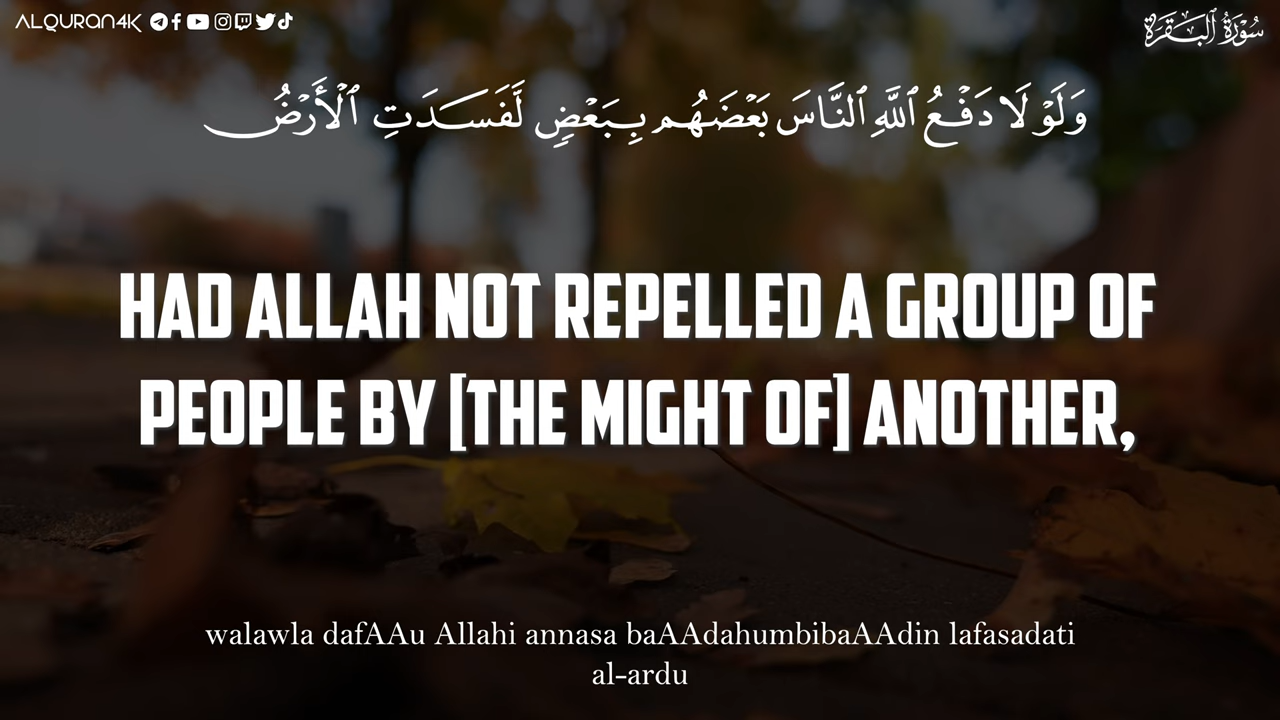 ALQURAN4K
سُورَةُ ٱلْبَقَرَةِ
وَلَوْلَا دَفْعُ ٱللَّهِ ٱلنَّاسَ بَعْضَهُم بِبَعْضٍ لَّفَسَدَتِ ٱلْأَرْضُ
HAD ALLAH NOT REPELLED A GROUP OF
PEOPLE BY [THE MIGHT OF] ANOTHER,
walawla dafAAu Allahi annasa baAAdahumbibaAAdin lafasadati
al-ardu